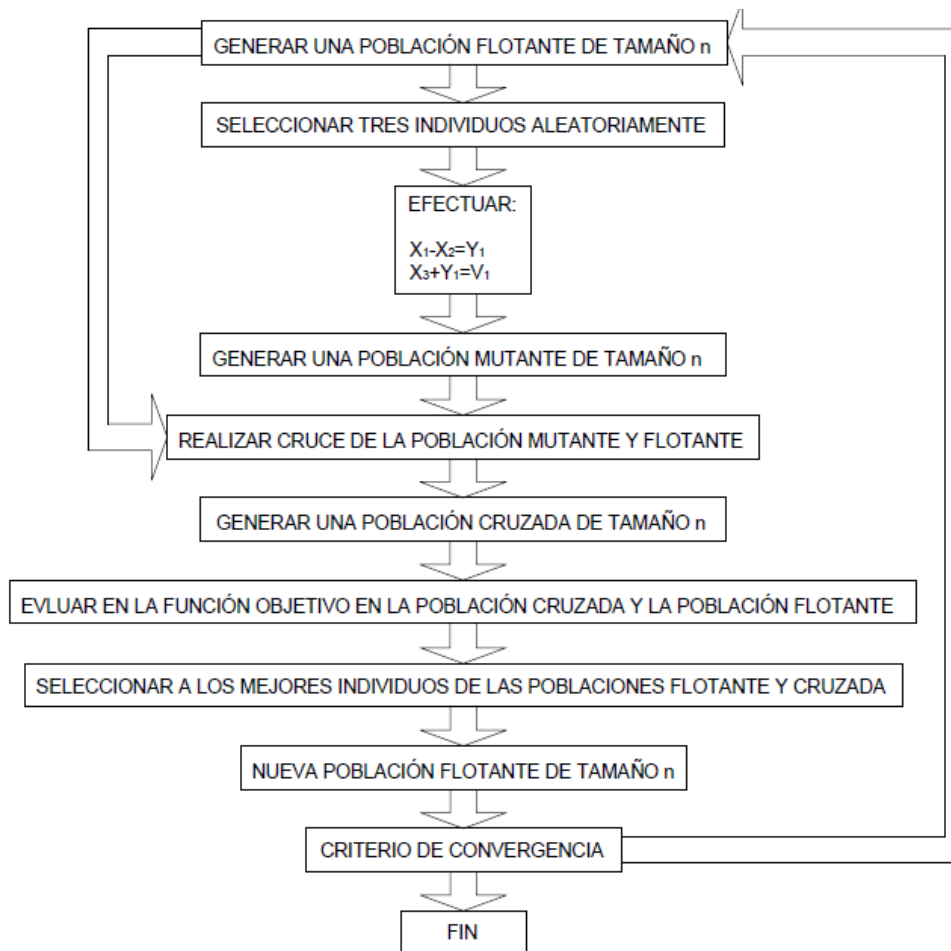 GENERAR UNA POBLACIÓN FLOTANTE DE TAMAÑO n
SELECCIONAR TRES INDIVIDUOS ALEATORIAMENTE
EFECTUAR:
X1-X2=Y1
X3+Y1=V1
GENERAR UNA POBLACIÓN MUTANTE DE TAMAÑO n
REALIZAR CRUCE DE LA POBLACIÓN MUTANTE Y FLOTANTE
GENERAR UNA POBLACIÓN CRUZADA DE TAMAÑO n
EVLUAR EN LA FUNCIÓN OBJETIVO EN LA POBLACIÓN CRUZADA Y LA POBLACIÓN FLOTANTE
SELECCIONAR A LOS MEJORES INDIVIDUOS DE LAS POBLACIONES FLOTANTE Y CRUZADA
NUEVA POBLACIÓN FLOTANTE DE TAMAÑO n
CRITERIO DE CONVERGENCIA
FIN